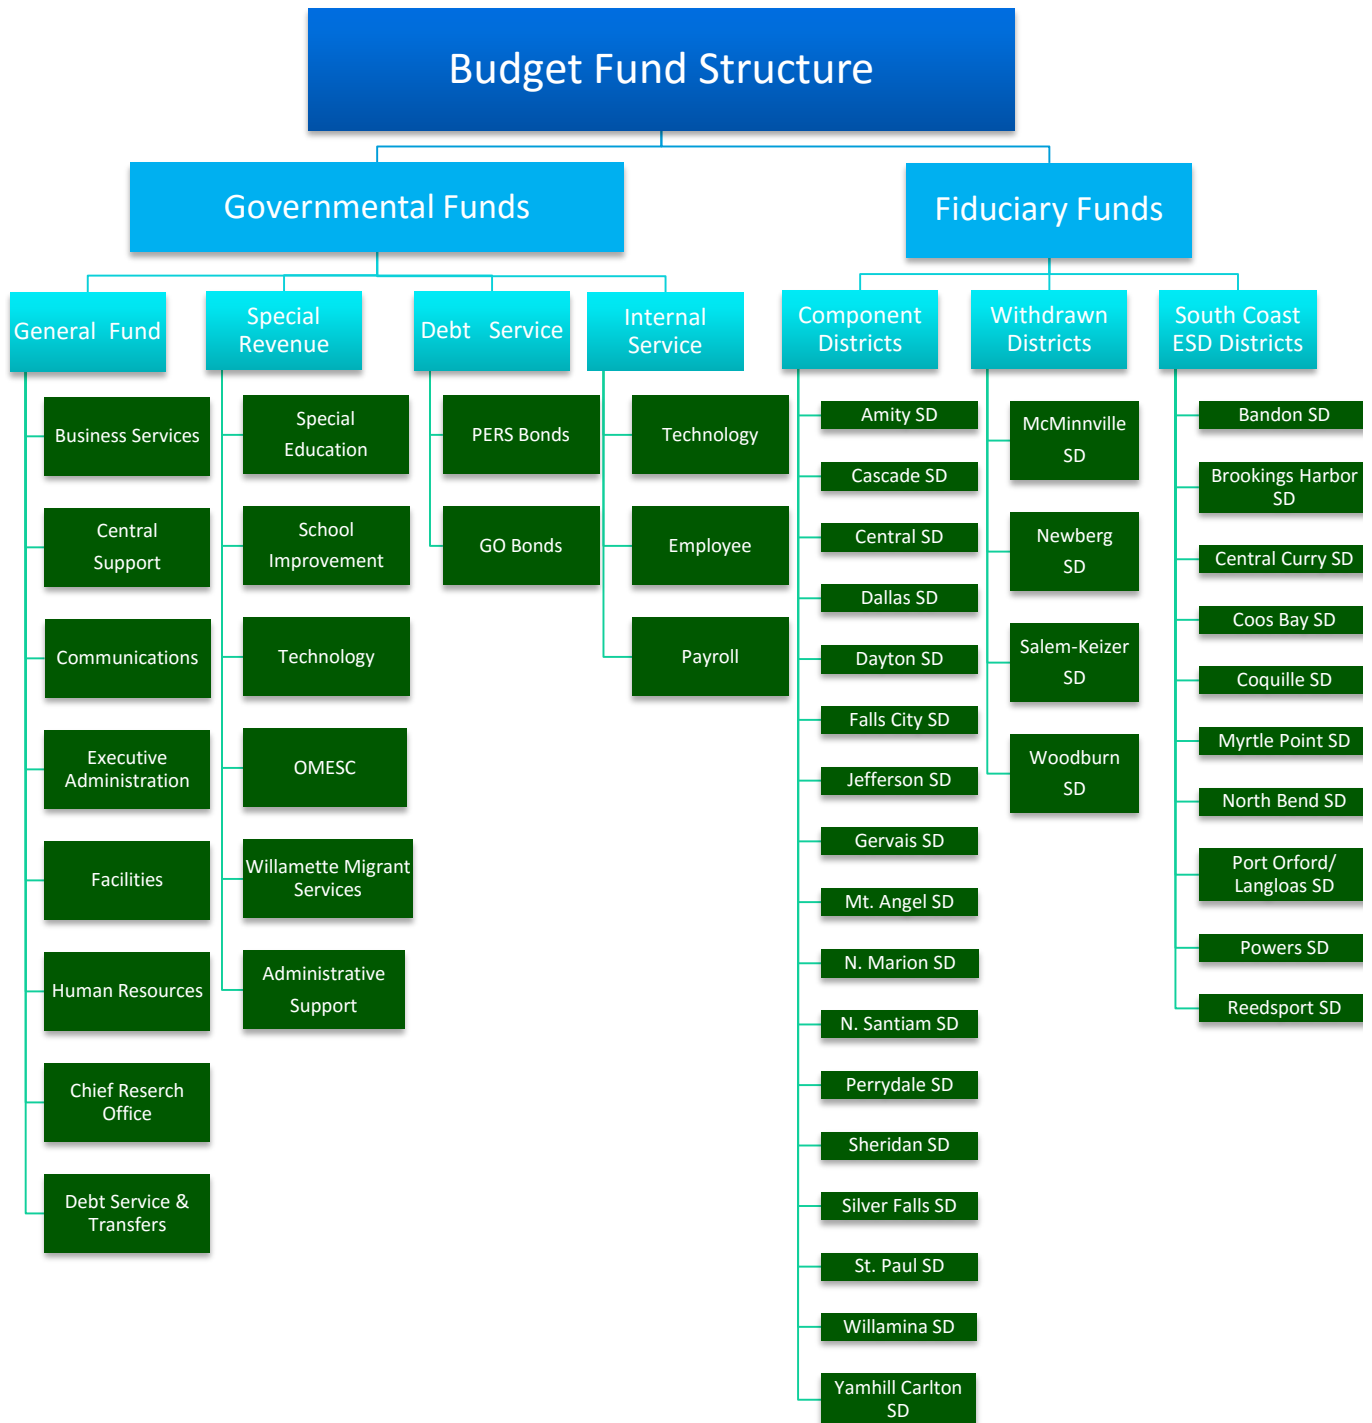 Budget Fund Structure
Governmental Funds
Fiduciary Funds
General Fund
Special
Revenue
Debt Service
Internal
Service
Component
Districts
Withdrawn
Districts
South Coast
ESD Districts
Business Services
Central
Support
Communications
Executive
Administration
Facilities
Human Resources
Chief Reserch
Office
Debt Service &
Transfers
Special
Education
School
Improvement
Technology
OMESC
Willamette Migrant
Services
Administrative
Support
PERS Bonds
GO Bonds
Technology
Employee
Payroll
Amity SD
Cascade SD
Central SD
Dallas SD
Dayton SD
Falls City SD
Jefferson SD
Gervais SD
Mt. Angel SD
N. Marion SD
N. Santiam SD
Perrydale SD
Sheridan SD
Silver Falls SD
St. Paul SD
Willamina SD
Yamhill Carlton
SD
McMinnville
SD
Newberg
SD
Salem-Keizer
SD
Woodburn
SD
Bandon SD
Brookings Harbor
SD
Central Curry SD
Coos Bay SD
Coquille SD
Myrtle Point SD
North Bend SD
Port Orford/
Langloas SD
Powers SD
Reedsport SD